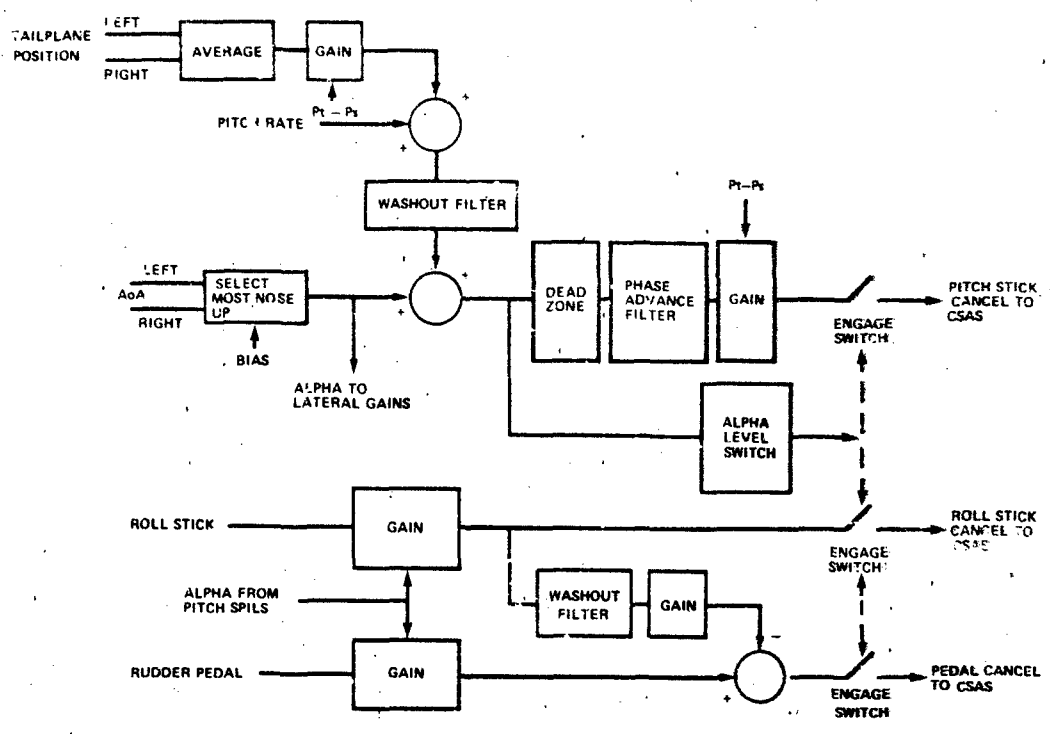 LEFT
TAILPLANE
POSITION
RIGHT
AVERAGE
GAIN
Pt – Ps
PITCH RATE
+
+
WASHOUT FILTER
Pt–Ps
LEFT
AoA
RIGHT
SELECT
MOST NOSE
UP
BIAS
+
+
ALPHA TO
LATERAL GAINS
DEAD
ZONE
PHASE
ADVANCE
FILTER
GAIN
ENGAGE
SWITCH
PITCH STICK
CANCEL TO
CSAS
ALPHA
LEVEL
SWITCH
ROLL STICK
GAIN
ENGAGE
SWITCH
ROLL STICK
CANCEL TO
CSAS
ALPHA FROM
PITCH SPILS
WASHOUT
FILTER
GAIN
–
RUDDER PEDAL
GAIN
+
ENGAGE
SWITCH
PEDAL CANCEL
TO CSAS